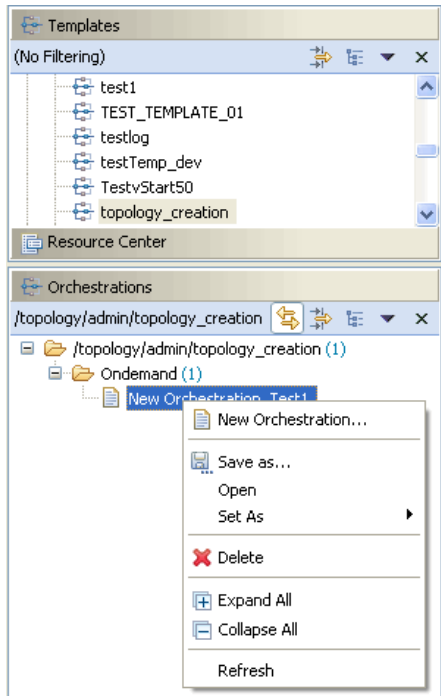 Templates
(No Filtering)
test1
TEST_TEMPLATE_01
testlog
testTemp_dev
TestvStart50
topology_creation
Resource Center
Orchestrations
/topology/admin/topology_creation
/topology/admin/topology_creation (1)
Ondemand (1)
New Orchestration_Test1
New Orchestration...
Save as...
Open
Set As
Delete
Expand All
Collapse All
Refresh